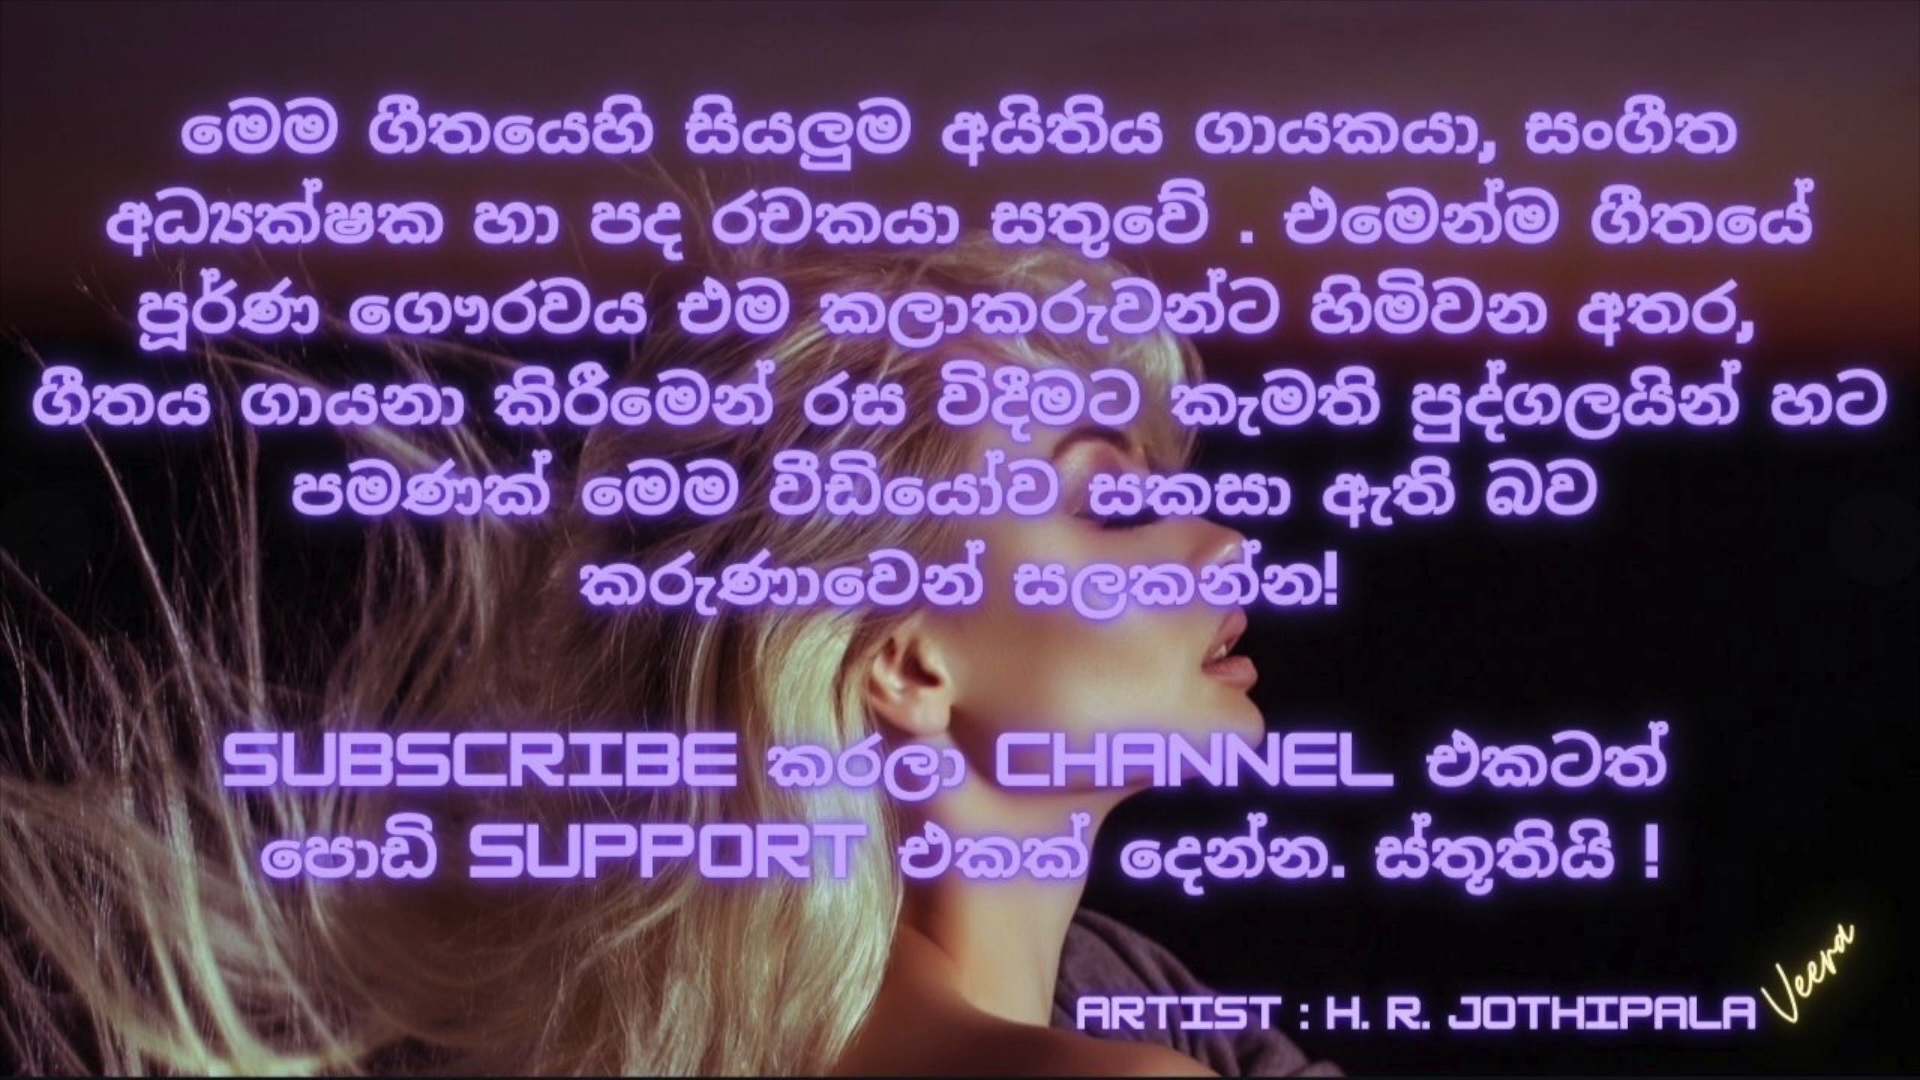 මෙම ගීතයෙහි සියලුම අයිතිය ගායකයා, සංගීත
අධ්‍යක්ෂක හා පද රචකයා සතුවේ . එමෙන්ම ගීතයේ
පූර්ණ ගෞරවය එම කලාකරුවන්ට හිමිවන අතර,
ගීතය ගායනා කිරීමෙන් රස විදීමට කැමති පුද්ගලයින් හට
පමණක් මෙම වීඩියෝව සකසා ඇති බව
කරුණාවෙන් සලකන්න!
SUBSCRIBE කරලා CHANNEL එකටත්
පොඩි SUPPORT එකක් දෙන්න. ස්තූතියි !
ARTIST : H. R. JOTHIPALA
Veera